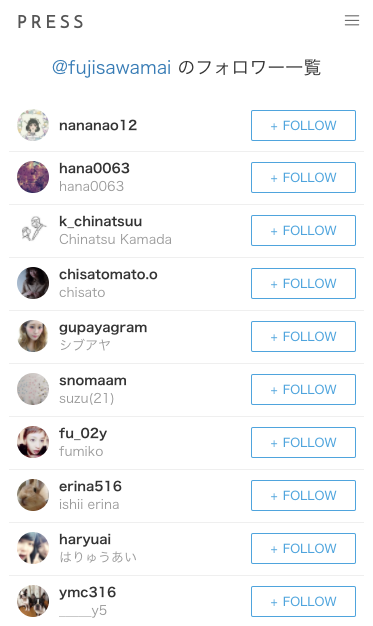 PRESS
@fujisawamai のフォロワー一覧
nananao12
+ FOLLOW
hana0063
hana0063
+ FOLLOW
k_chinatsuu
Chinatsu Kamada
+ FOLLOW
chisatomato.o
chisato
+ FOLLOW
gupayagram
シブアヤ
+ FOLLOW
snomaam
suzu(21)
+ FOLLOW
fu_02y
fumiko
+ FOLLOW
erina516
ishii erina
+ FOLLOW
haryuai
はりゅうあい
+ FOLLOW
ymc316
_____y5
+ FOLLOW